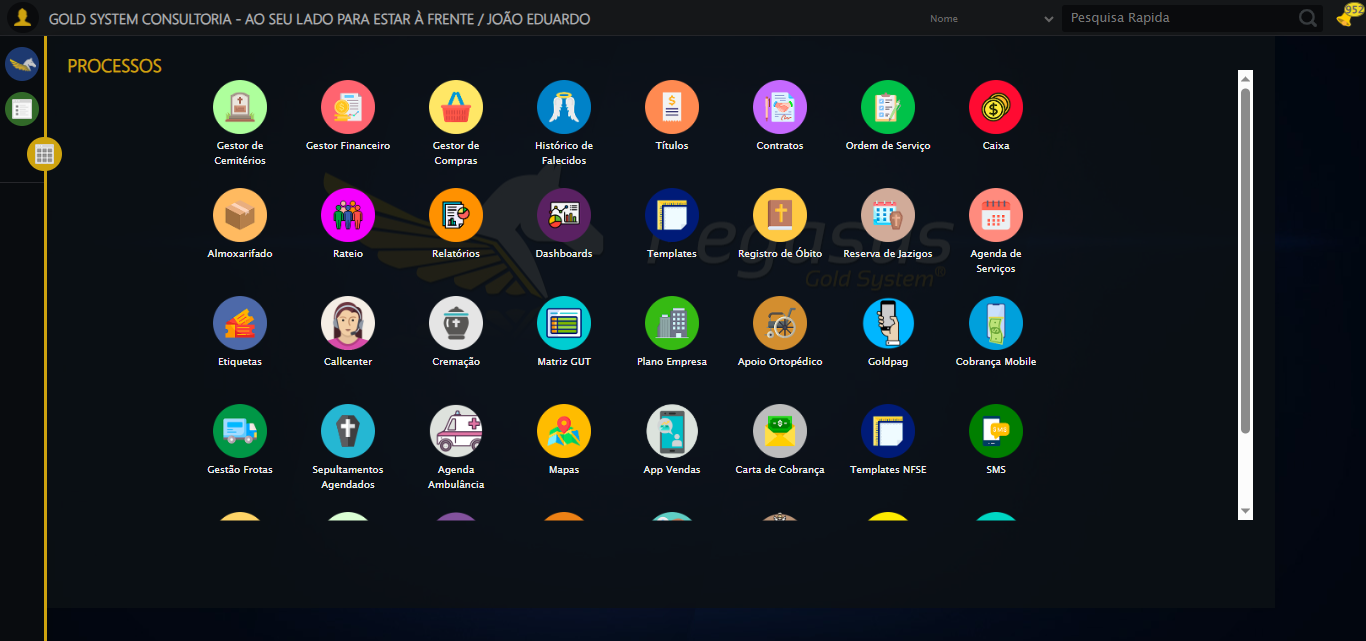 GOLD SYSTEM CONSULTORIA - AO SEU LADO PARA ESTAR À FRENTE / JOÃO EDUARDO
Nome
Pesquisa Rapida
952
PROCESSOS
Gestor de
Cemitérios
Gestor Financeiro
Gestor de
Compras
Histórico de
Falecidos
Títulos
Contratos
Ordem de Serviço
Caixa
Almoxarifado
Rateio
Relatórios
Dashboards
Templates
Registro de Óbito
Reserva de Jazigos
Agenda de
Serviços
Pegasus
Gold System®
Etiquetas
Callcenter
Cremação
Matriz GUT
Plano Empresa
Apoio Ortopédico
Goldpag
Cobrança Mobile
Gestão Frotas
Sepultamentos
Agendados
Agenda
Ambulância
Mapas
App Vendas
Carta de Cobrança
Templates NFSE
SMS
SMS